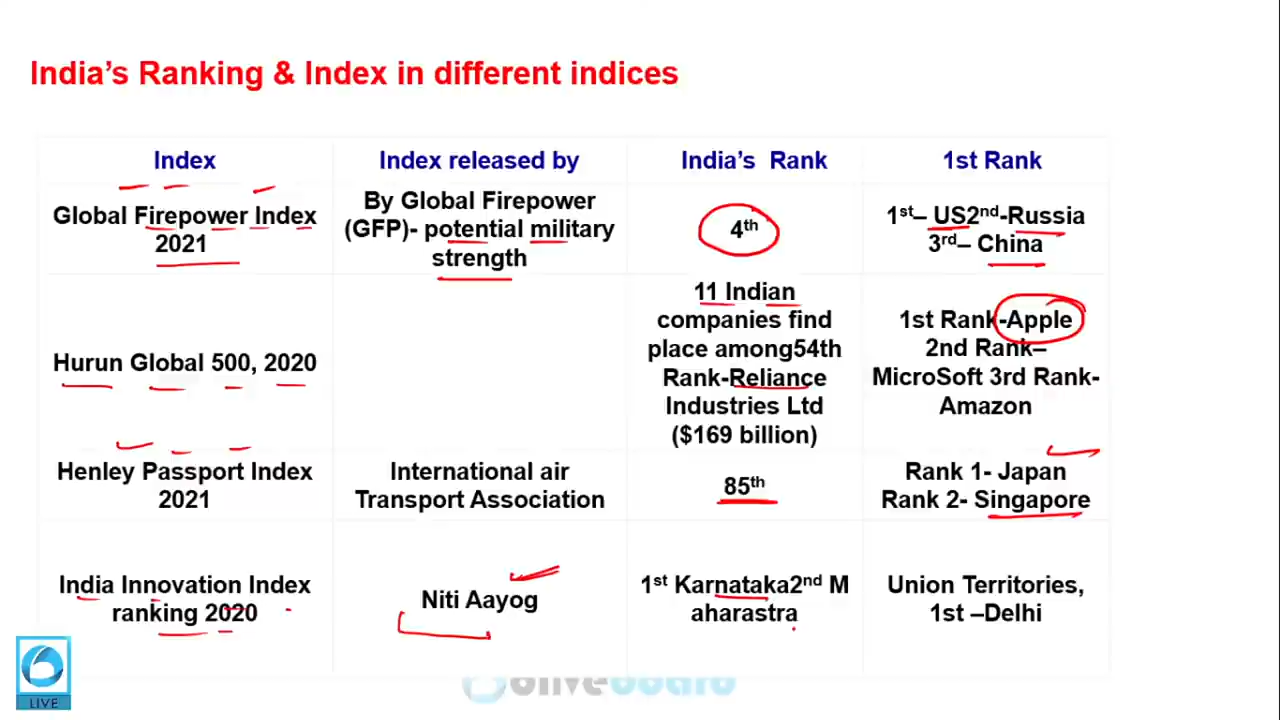 India’s Ranking & Index in different indices
Index
Index released by
India’s Rank
1st Rank
Global Firepower Index
2021
By Global Firepower
(GFP)- potential military
strength
4th
1st– US2nd-Russia
3rd– China
Hurun Global 500, 2020
11 Indian
companies find
place among54th
Rank-Reliance
Industries Ltd
($169 billion)
1st Rank-Apple
2nd Rank–
MicroSoft 3rd Rank-
Amazon
Henley Passport Index
2021
International air
Transport Association
85th
Rank 1- Japan
Rank 2- Singapore
India Innovation Index
ranking 2020
Niti Aayog
1st Karnataka2nd M
aharastra
Union Territories,
1st –Delhi
LIVE
oliveboard